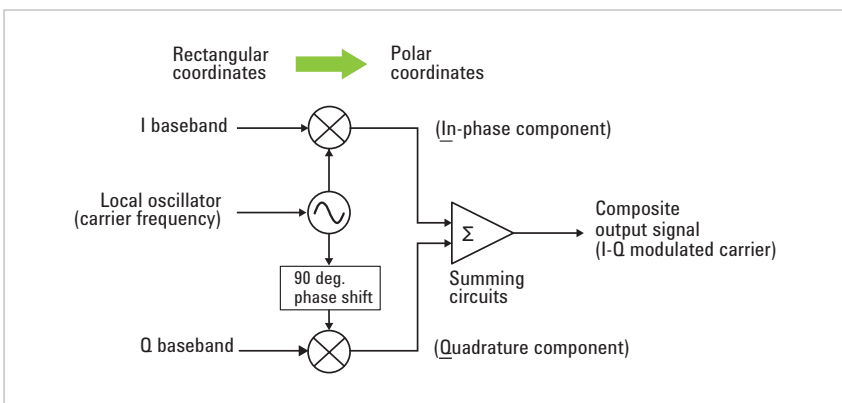 Rectangular
coordinates
Polar
coordinates
I baseband
(In-phase component)
Local oscillator
(carrier frequency)
Σ
Composite
output signal
(I-Q modulated carrier)
90 deg.
phase shift
Summing
circuits
Q baseband
(Quadrature component)